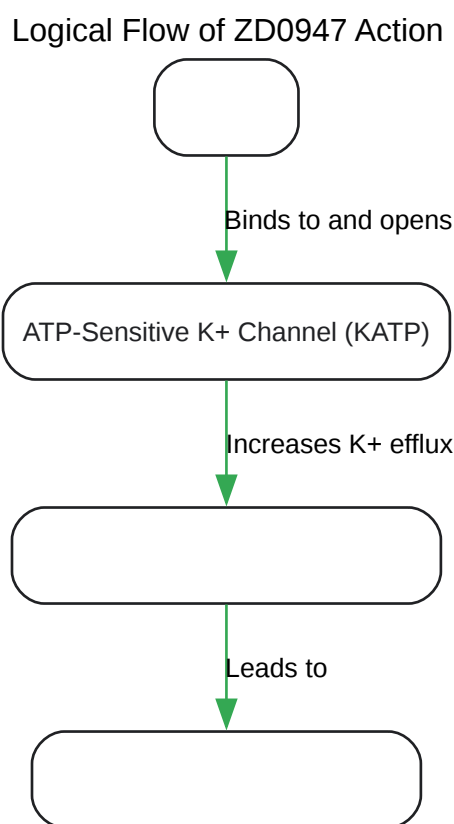 Logical Flow of ZD0947 Action
Binds to and opens
ATP-Sensitive K+ Channel (KATP)
Increases K+ efflux
Leads to